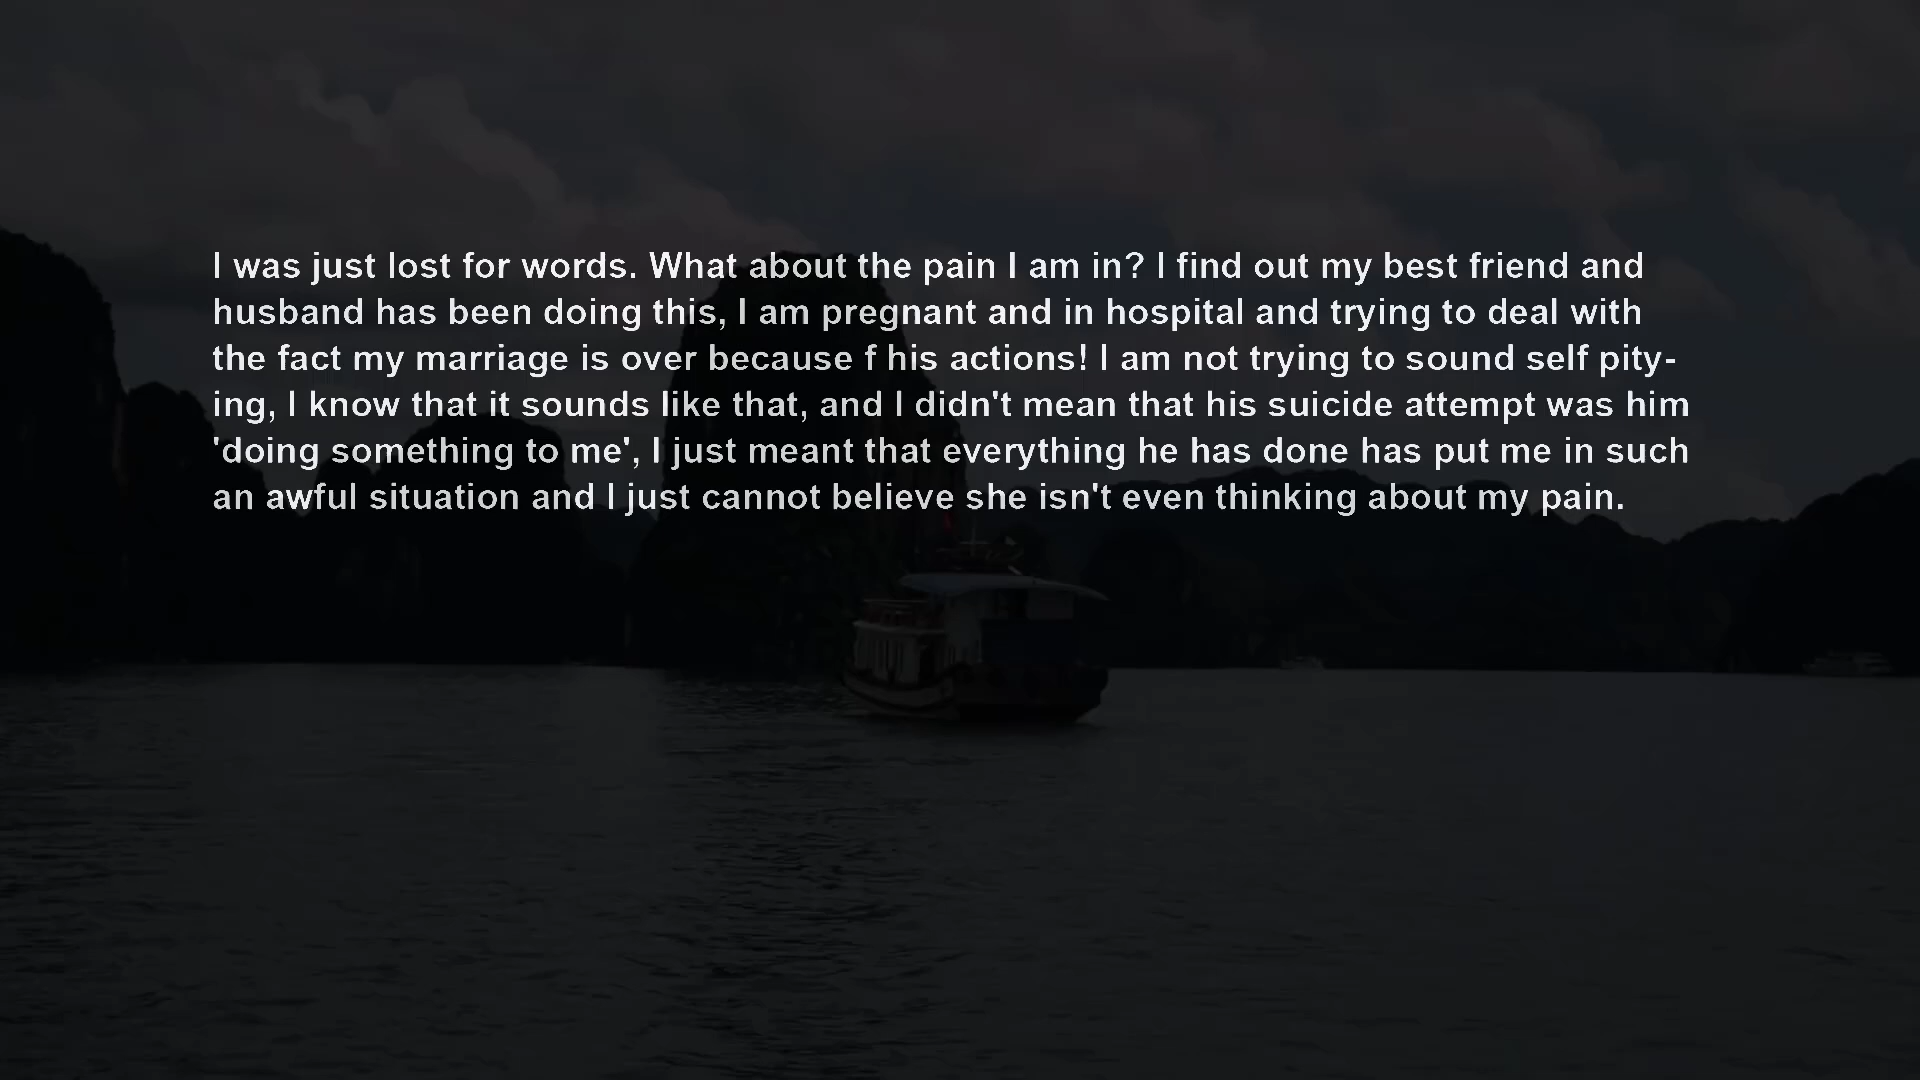 I was just lost for words. What about the pain I am in? I find out my best friend and
husband has been doing this, I am pregnant and in hospital and trying to deal with
the fact my marriage is over because f his actions! I am not trying to sound self pity-
ing, I know that it sounds like that, and I didn't mean that his suicide attempt was him
'doing something to me', I just meant that everything he has done has put me in such
an awful situation and I just cannot believe she isn't even thinking about my pain.